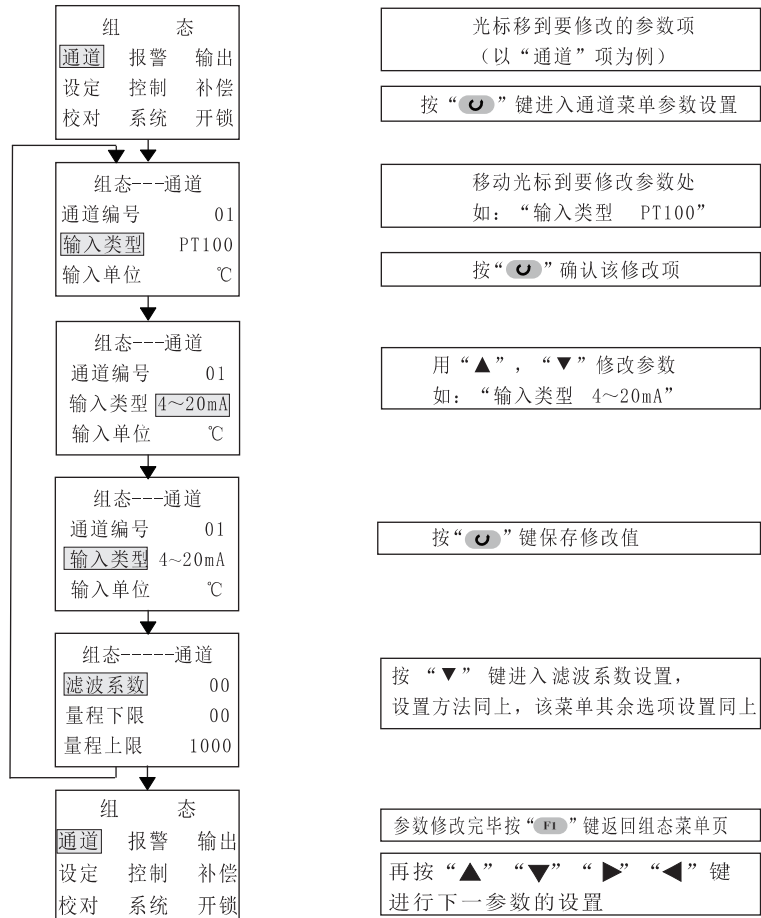 组 态
通道 报警 输出
设定 控制 补偿
校对 系统 开锁
光标移到要修改的参数项
（以“通道”项为例）
按“ ”键进入通道菜单参数设置
组态---通道
通道编号 01
输入类型 PT100
输入单位 ℃
移动光标到要修改参数处
如：“输入类型 PT100”
按“ ”确认该修改项
组态---通道
通道编号 01
输入类型 4～20mA
输入单位 ℃
用“▲”，“▼”修改参数
如：“输入类型 4～20mA”
组态---通道
通道编号 01
输入类型 4～20mA
输入单位 ℃
按“ ”键保存修改值
组态-----通道
滤波系数 00
量程下限 00
量程上限 1000
按 “▼” 键进入滤波系数设置，
设置方法同上，该菜单其余选项设置同上
组 态
通道 报警 输出
设定 控制 补偿
校对 系统 开锁
参数修改完毕按“F1”键返回组态菜单页
再按“▲”“▼”“▶”“◀”键
进行下一参数的设置